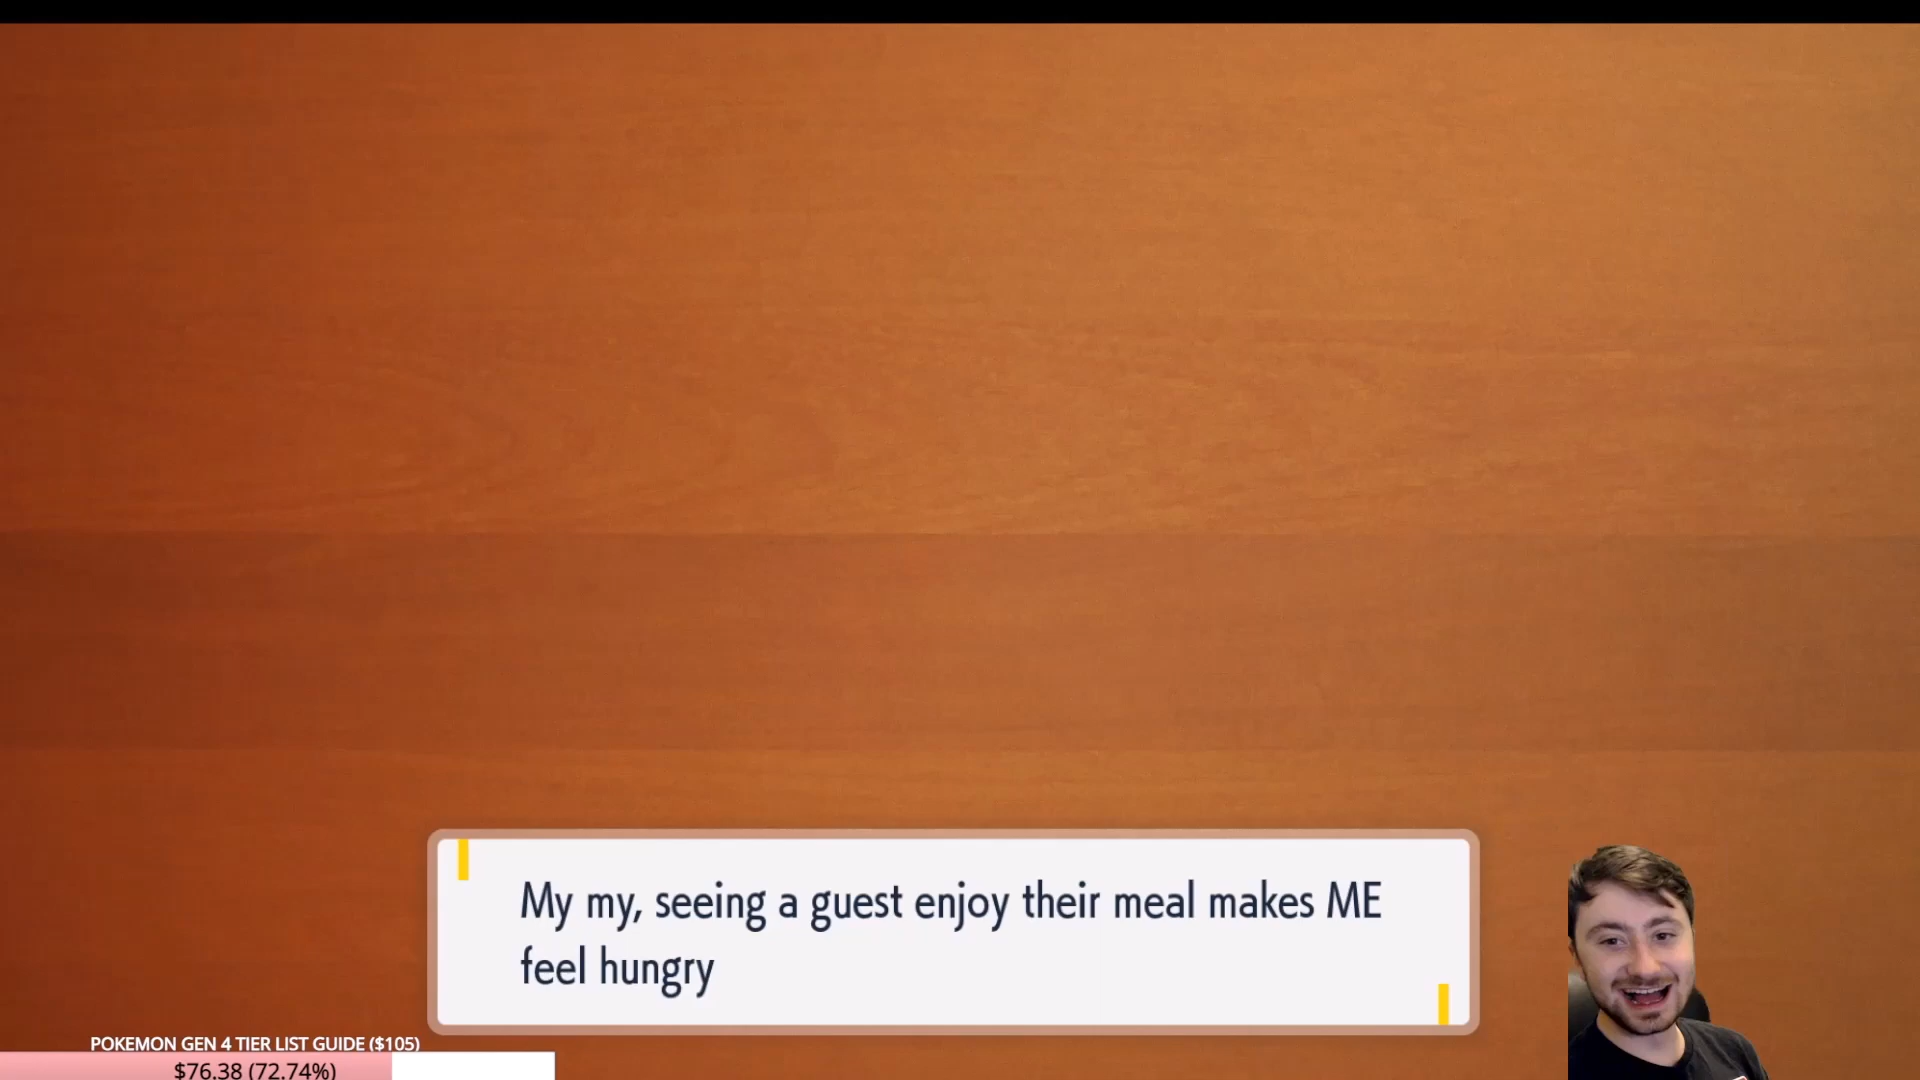 My my, seeing a guest enjoy their meal makes ME
feel hungry
POKEMON GEN 4 TIER LIST GUIDE ($105)
$76.38 (72.74%)